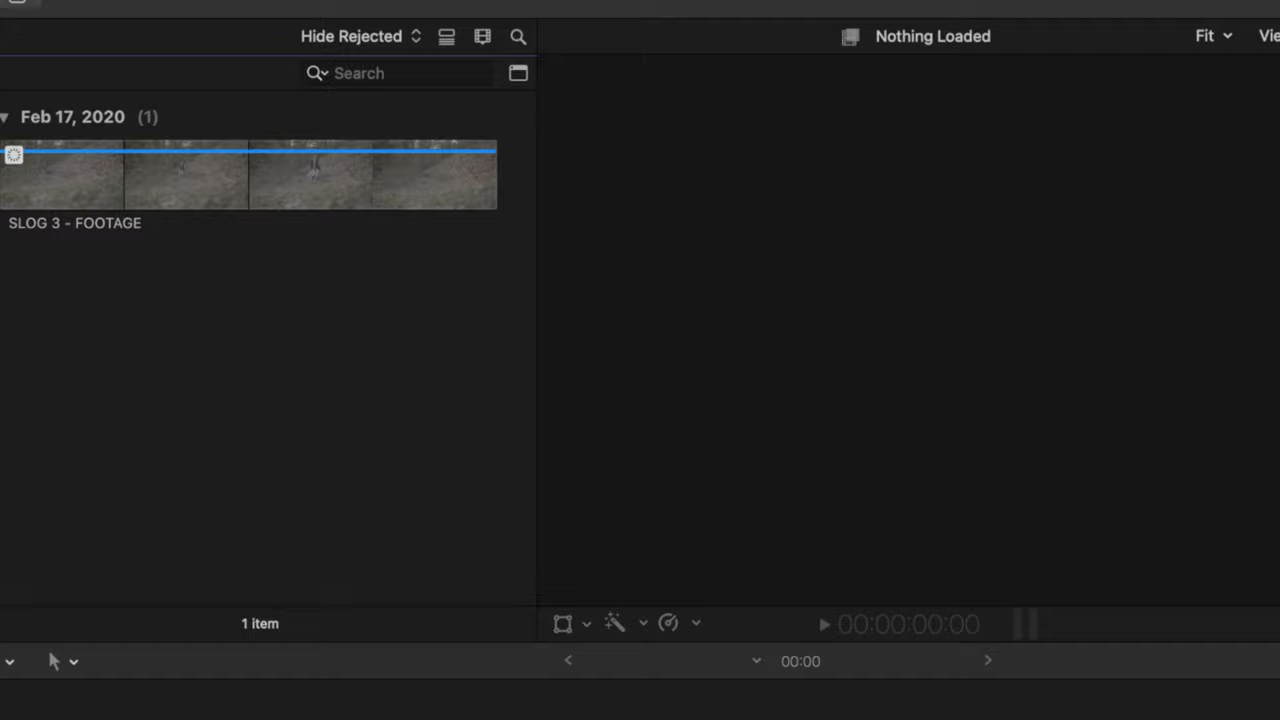 Hide Rejected
Nothing Loaded
Fit
Vie
Search
Feb 17, 2020 (1)
SLOG 3 - FOOTAGE
1 item
00:00:00:00
00:00